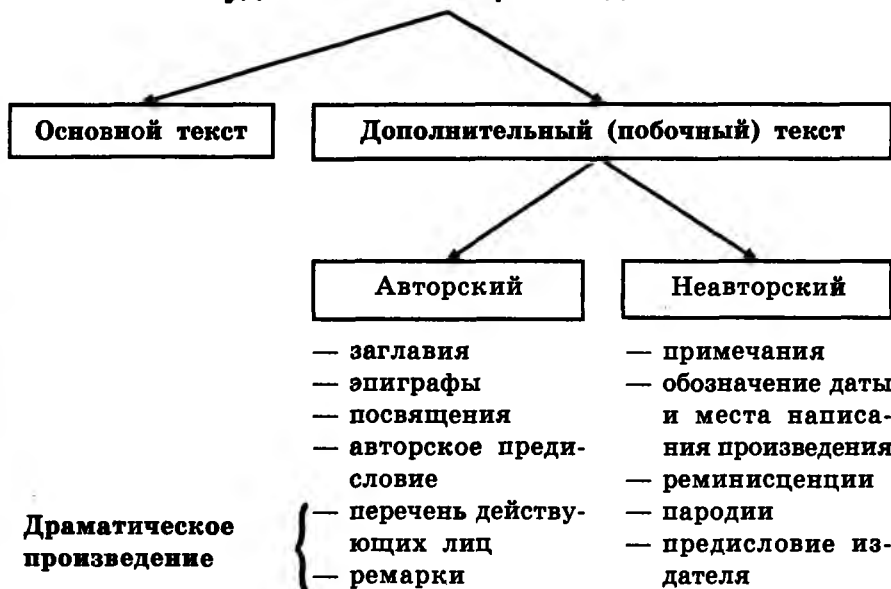 Основной текст
Дополнительный (побочный) текст
Авторский
Неавторский
— заглавия
— эпиграфы
— посвящения
— авторское преди-
словие
— перечень действу-
ющих лиц
— ремарки
— примечания
— обозначение даты
и места написа-
ния произведения
— реминисценции
— пародии
— предисловие из-
дателя
Драматическое
произведение